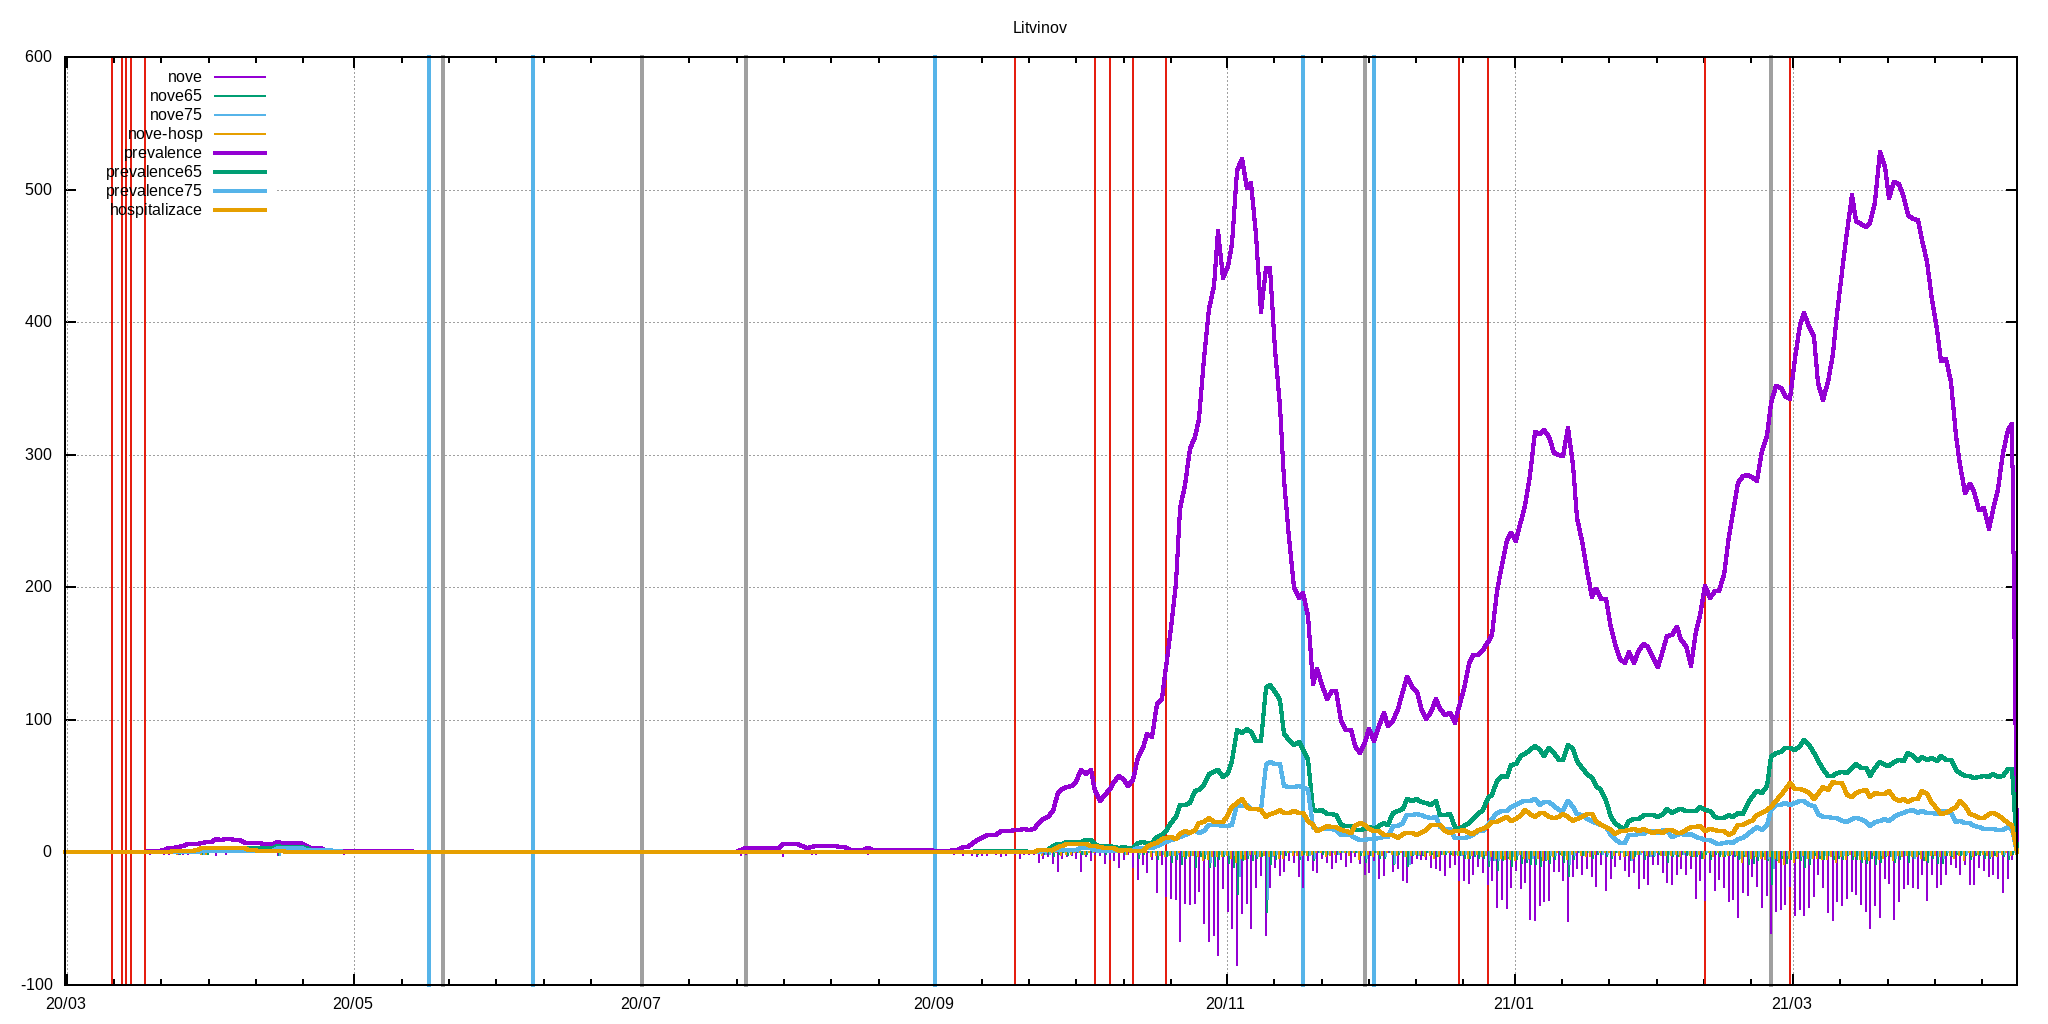 Litvinov
600
500
400
300
200
100
0
-100
nove
nove65
nove75
nove-hosp
prevalence
prevalence65
prevalence75
hospitalizace
20/03 20/05 20/07 20/09 20/11 21/01 21/03